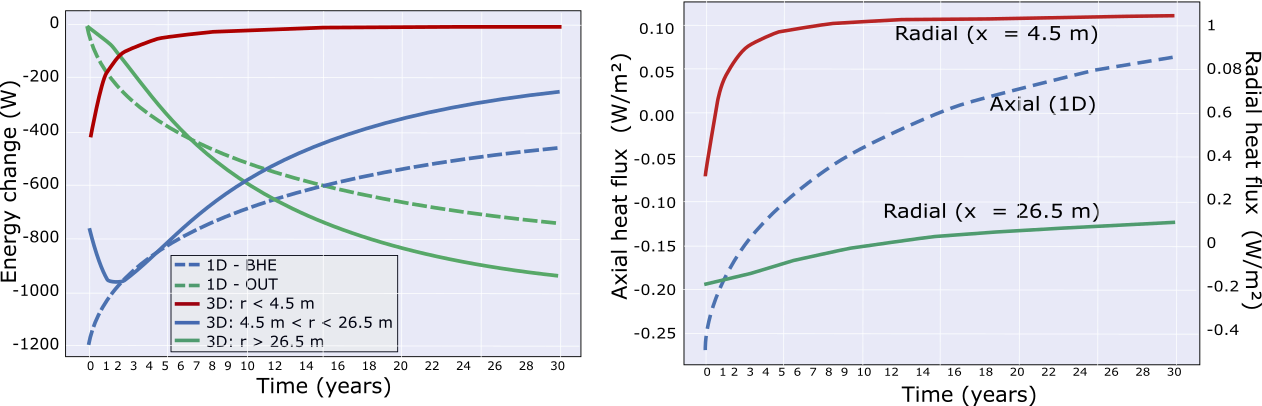 Energy change (W)
0
-200
-400
-600
-800
-1000
-1200
1D - BHE
1D - OUT
3D: r < 4.5 m
3D: 4.5 m < r < 26.5 m
3D: r > 26.5 m
0 1 2 3 4 5 6 7 8 9 10 12 14 16 18 20 22 24 26 28 30
Time (years)
Axial heat flux (W/m²)
0.10
0.05
0.00
-0.05
-0.10
-0.15
-0.20
-0.25
Radial (x = 4.5 m)
Axial (1D)
Radial (x = 26.5 m)
1
0.08
0.6
0.4
0.2
0
-0.2
-0.4
Radial heat flux (W/m²)
0 1 2 3 4 5 6 7 8 9 10 12 14 16 18 20 22 24 26 28 30
Time (years)